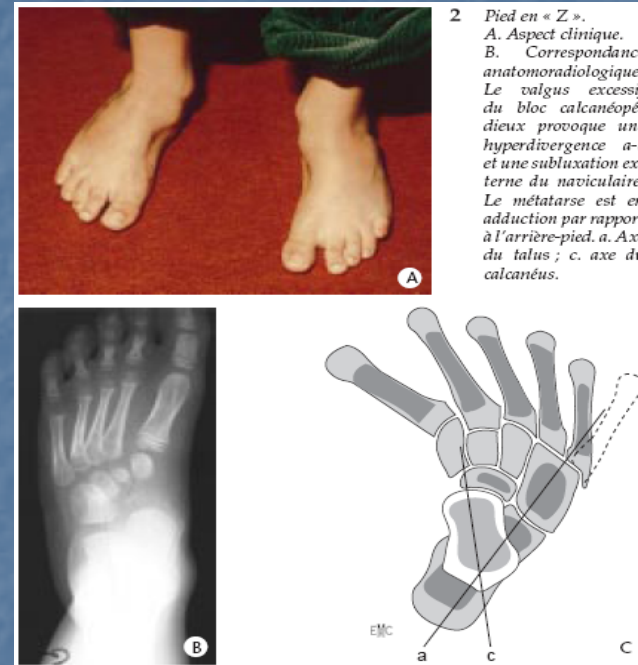 2 Pied en « Z ».
A. Aspect clinique.
B. Correspondanc
anatomoradiologique
Le valgus excessi
du bloc calcanéopé-
dieux provoque un
hyperdivergence a-
et une subluxation ex
terne du naviculaire
Le métatarse est en
adduction par rappor
à l'arrière-pied. a. Ax
du talus ; c. axe du
calcanéus.
A
B
EMC
a c C